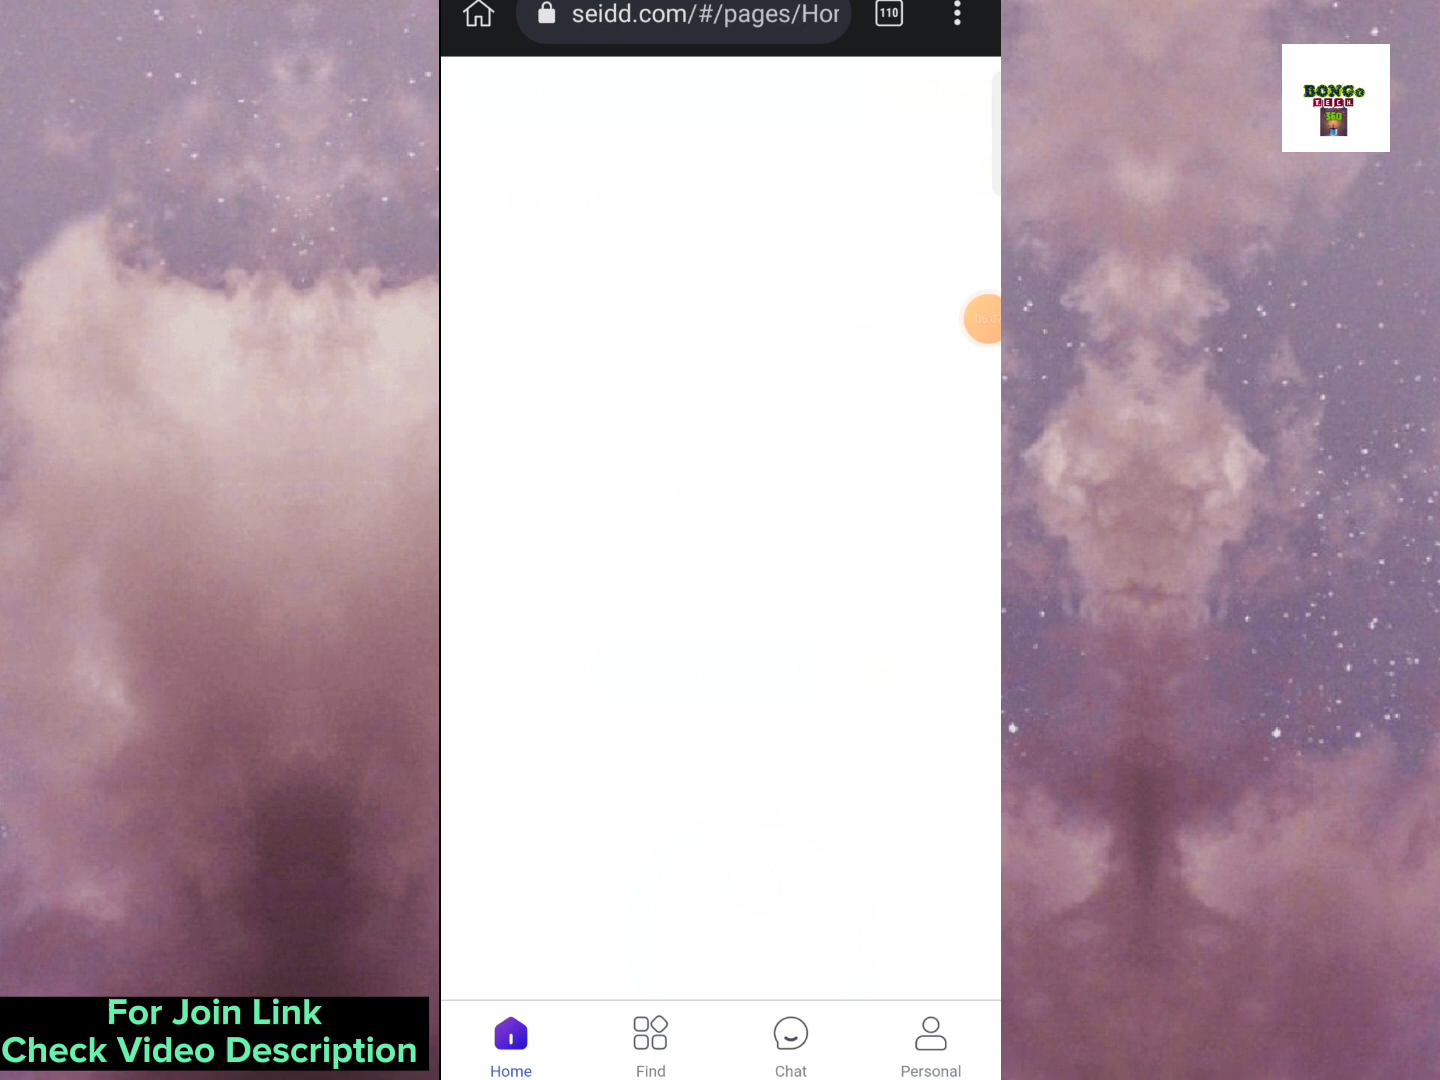 seidd.com/#/pages/Hor
110
BONGO
TECH
360
Home
Find
Chat
Personal
For Join Link
Check Video Description